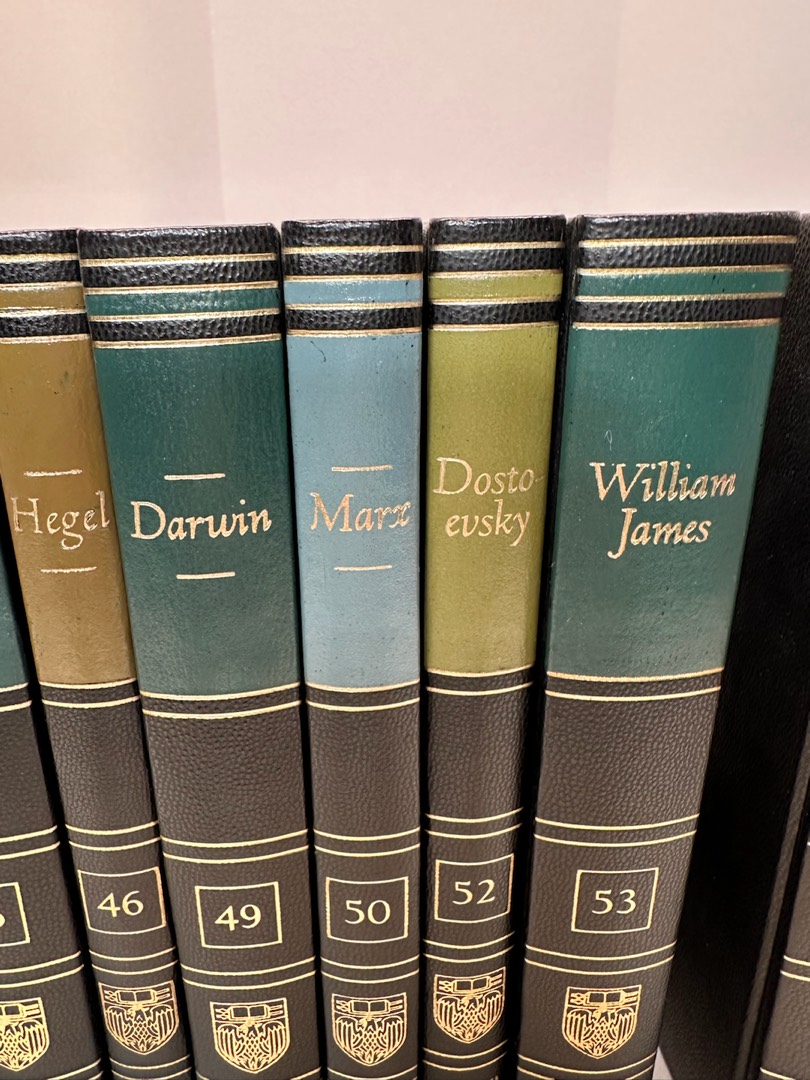 Hegel
46
Darwin
49
Marx
50
Dosto-
evsky
52
William
James
53